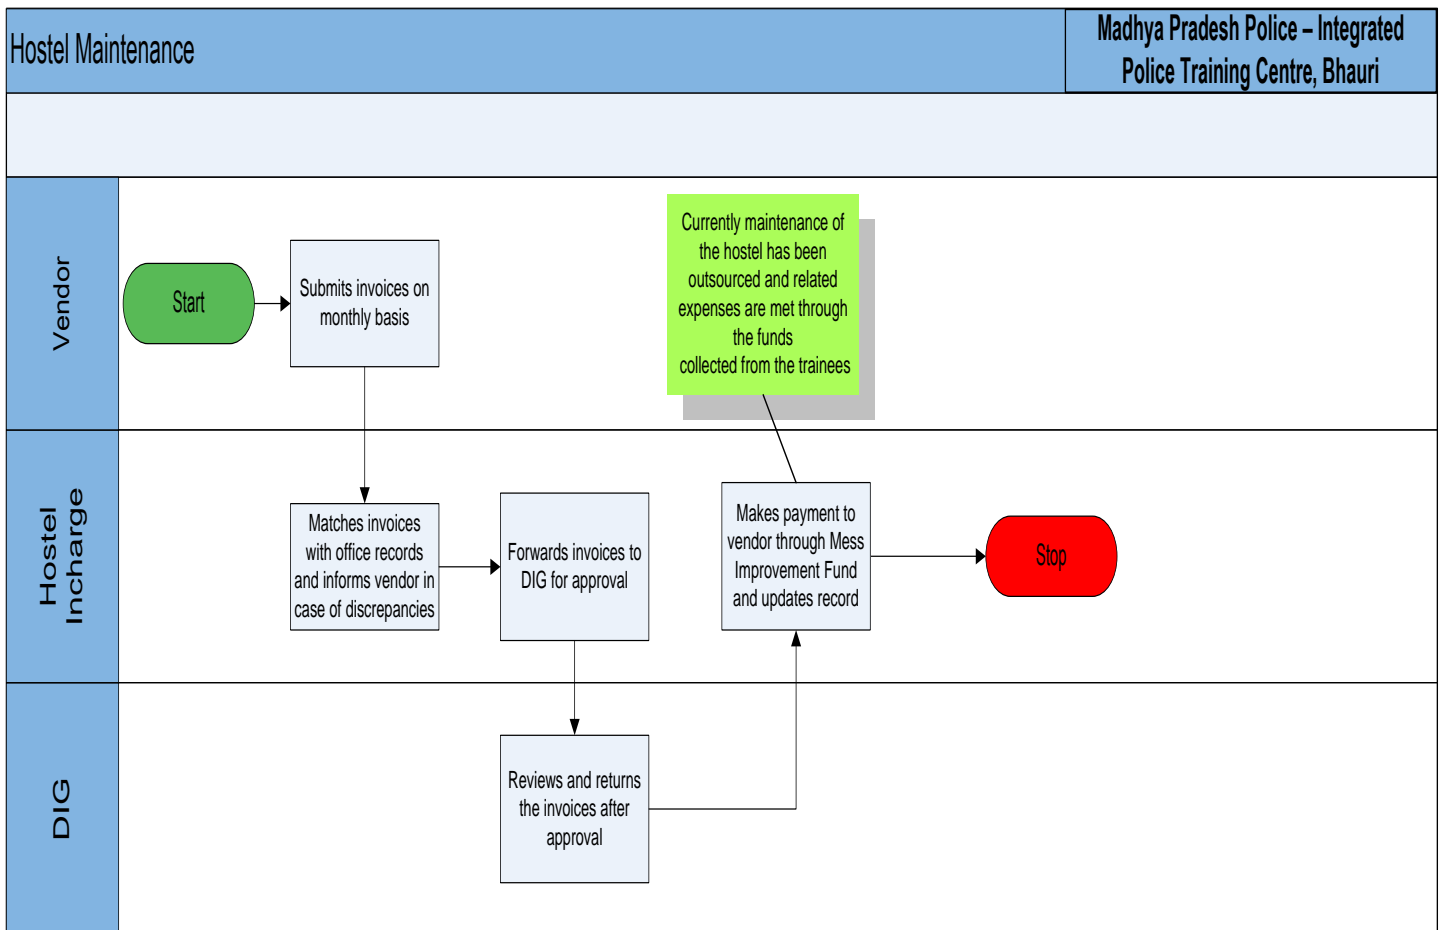 Hostel Maintenance
Madhya Pradesh Police – Integrated
Police Training Centre, Bhauri
Vendor
Start
Submits invoices on
monthly basis
Currently maintenance of
the hostel has been
outsourced and related
expenses are met through
the funds
collected from the trainees
Hostel
Incharge
Matches invoices
with office records
and informs vendor in
case of discrepancies
Forwards invoices to
DIG for approval
Makes payment to
vendor through Mess
Improvement Fund
and updates record
Stop
DIG
Reviews and returns
the invoices after
approval